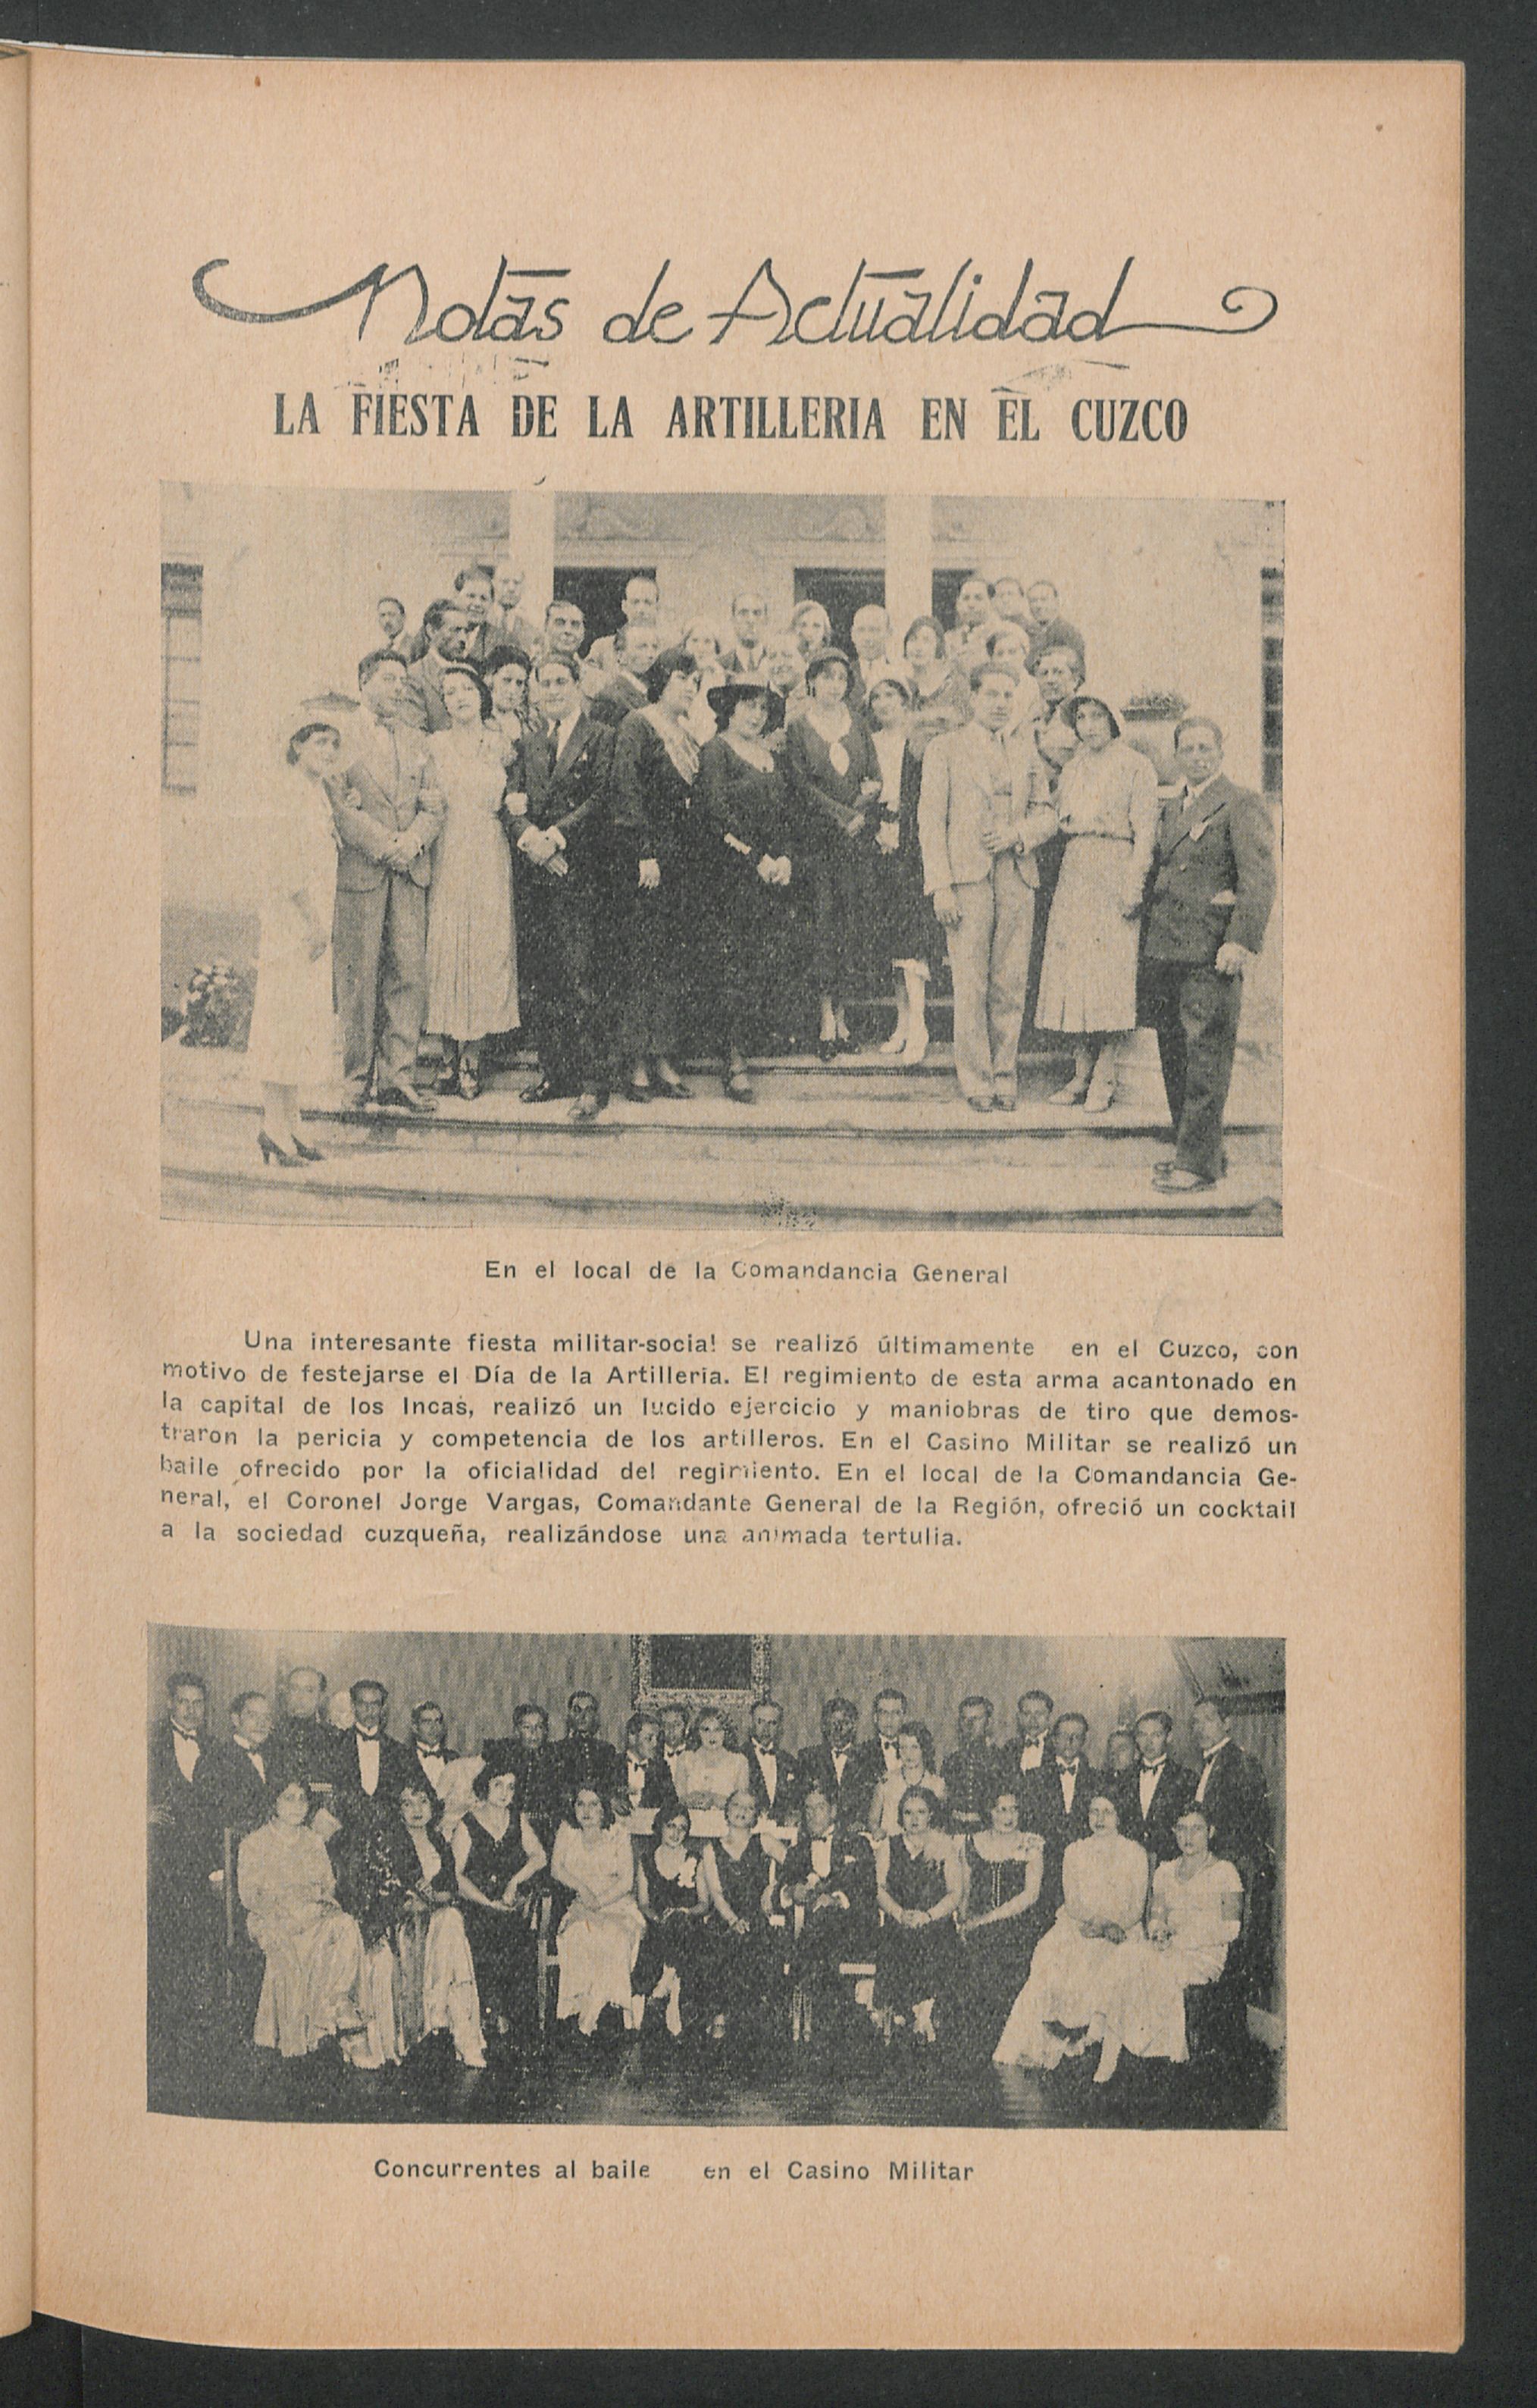 Notas de Actualidad
LA FIESTA DE LA ARTILLERIA EN EL CUZCO
En el local de la Comandancia General
Una interesante fiesta militar-social se realizó últimamente en el Cuzco, con
motivo de festejarse el Día de la Artillería. El regimiento de esta arma acantonado en
la capital de los Incas, realizó un lucido ejercicio y maniobras de tiro que demos-
traron la pericia y competencia de los artilleros. En el Casino Militar se realizó un
baile ofrecido por la oficialidad del regimiento. En el local de la Comandancia Ge-
neral, el Coronel Jorge Vargas, Comandante General de la Región, ofreció un cocktail
a la sociedad cuzqueña, realizándose una animada tertulia.
Concurrentes al baile en el Casino Militar